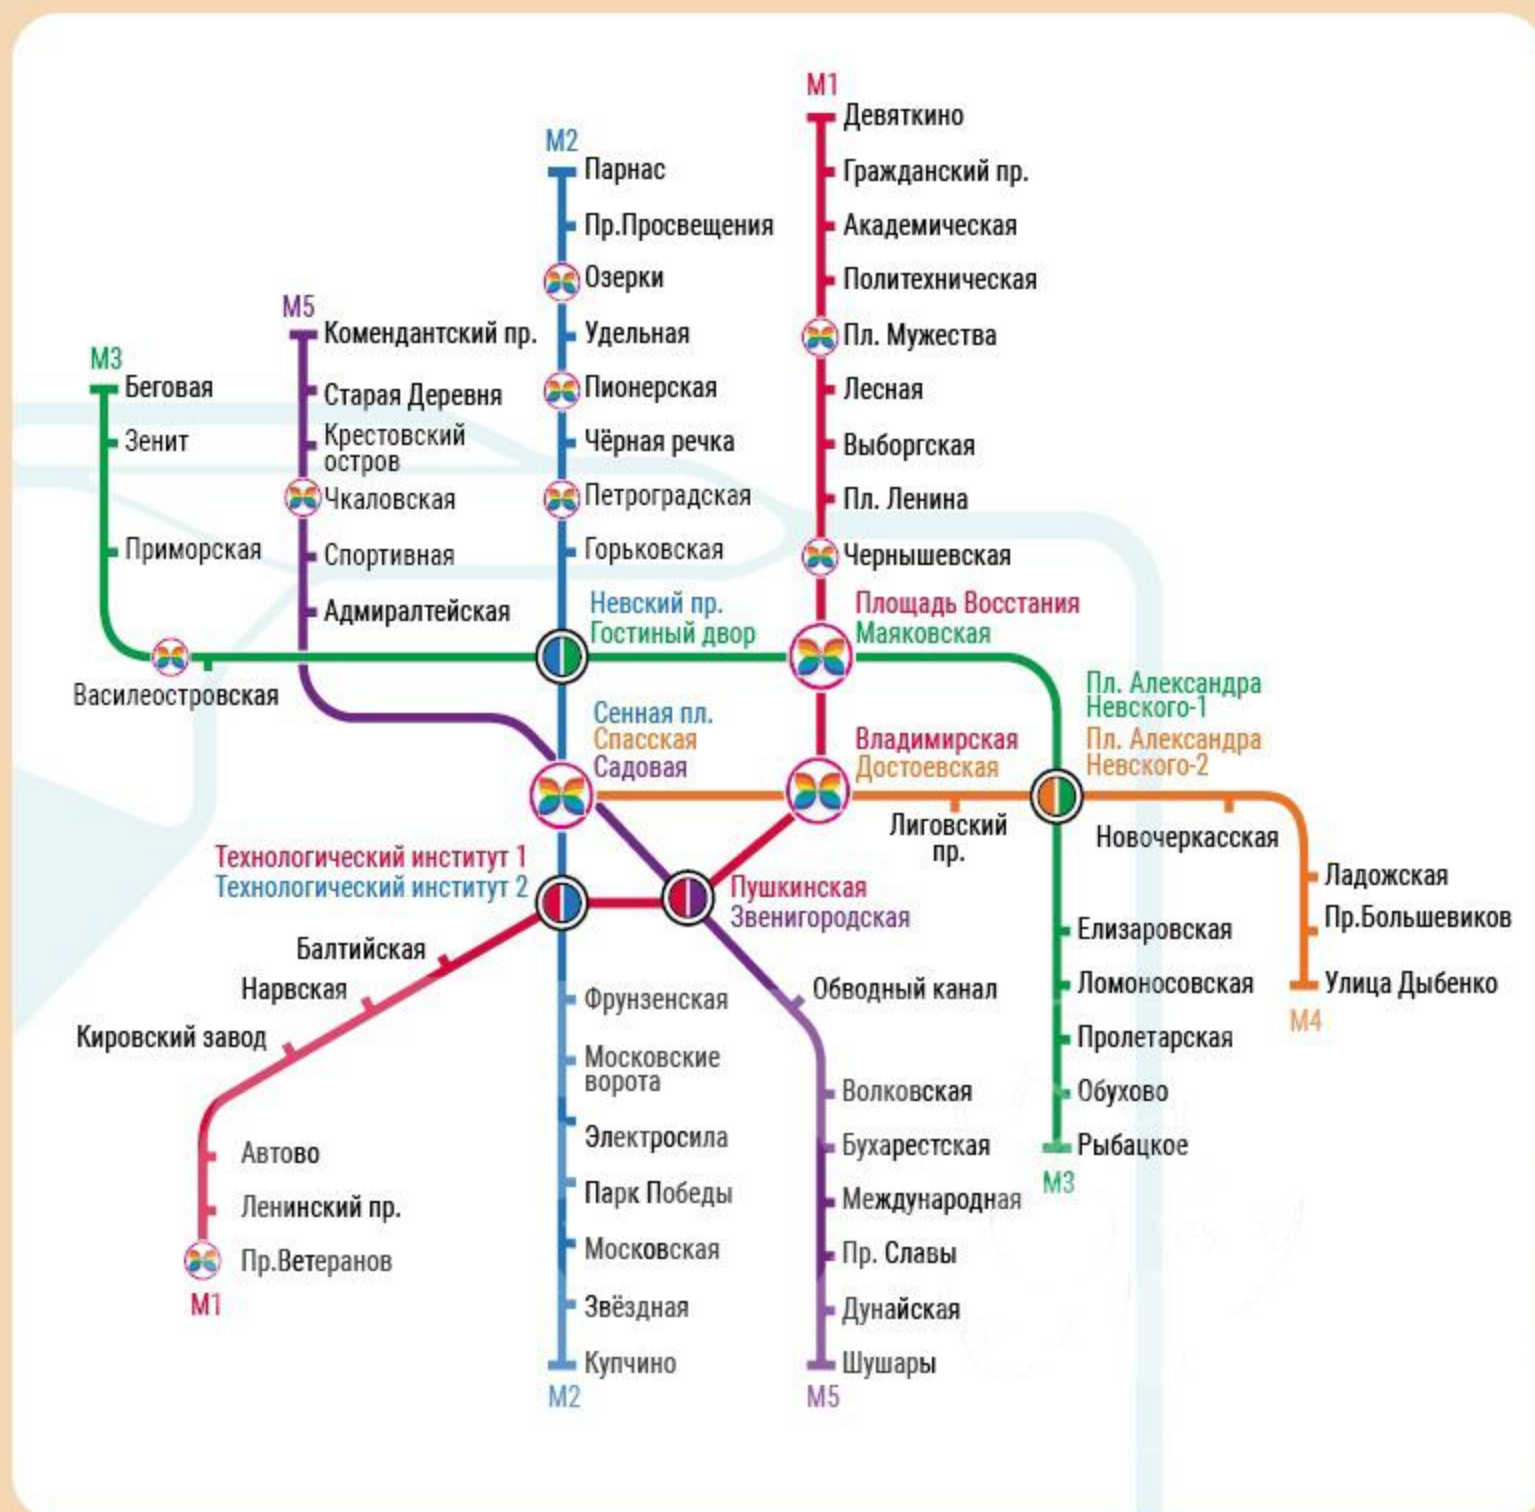 М1
Девяткино
Гражданский пр.
Академическая
Политехническая
Пл. Мужества
Лесная
Выборгская
Пл. Ленина
Чернышевская
Площадь Восстания
Маяковская
М2
Парнас
Пр.Просвещения
Озерки
Удельная
Пионерская
Чёрная речка
Петроградская
Горьковская
Невский пр.
Гостиный двор
М5
Комендантский пр.
Старая Деревня
Крестовский
остров
Чкаловская
Спортивная
Адмиралтейская
М3
Беговая
Зенит
Приморская
Василеостровская
Сенная пл.
Спасская
Садовая
Владимирская
Достоевская
Пл. Александра
Невского-1
Пл. Александра
Невского-2
Лиговский
пр.
Новочеркасская
Ладожская
Пр.Большевиков
Улица Дыбенко
М4
Технологический институт 1
Технологический институт 2
Пушкинская
Звенигородская
Балтийская
Нарвская
Кировский завод
Автово
Ленинский пр.
Пр.Ветеранов
М1
Фрунзенская
Московские
ворота
Электросила
Парк Победы
Московская
Звёздная
Купчино
М2
Обводный канал
Волковская
Бухарестская
Международная
Пр. Славы
Дунайская
Шушары
М5
Елизаровская
Ломоносовская
Пролетарская
Обухово
Рыбацкое
М3